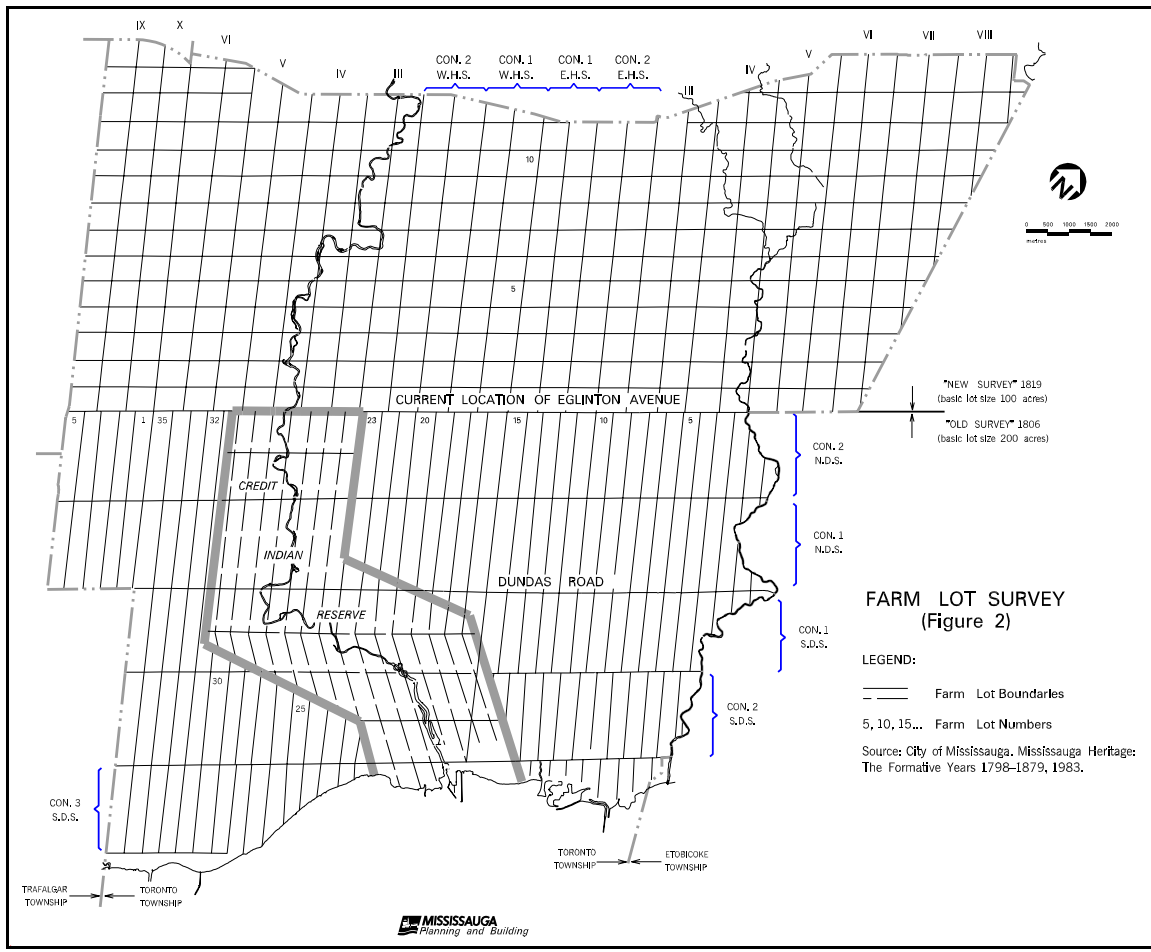 IX X VI V IV III
CON. 2
W.H.S.
CON. 1
W.H.S.
CON. 1
E.H.S.
CON. 2
E.H.S.
III IV V VI VII VIII
10
5
0 500 1000 1500 2000
metres
CURRENT LOCATION OF EGLINTON AVENUE
"NEW SURVEY" 1819
(basic lot size 100 acres)
"OLD SURVEY" 1806
(basic lot size 200 acres)
5 1 35 32 23 20 15 10 5
CON. 2
N.D.S.
CREDIT
INDIAN
RESERVE
CON. 1
N.D.S.
DUNDAS ROAD
CON. 1
S.D.S.
30
25
CON. 2
S.D.S.
CON. 3
S.D.S.
FARM LOT SURVEY
(Figure 2)
LEGEND:
Farm Lot Boundaries
5, 10, 15... Farm Lot Numbers
Source: City of Mississauga. Mississauga Heritage:
The Formative Years 1798-1879, 1983.
TORONTO
TOWNSHIP
ETOBICOKE
TOWNSHIP
TRAFALGAR
TOWNSHIP
TORONTO
TOWNSHIP
MISSISSAUGA
Planning and Building